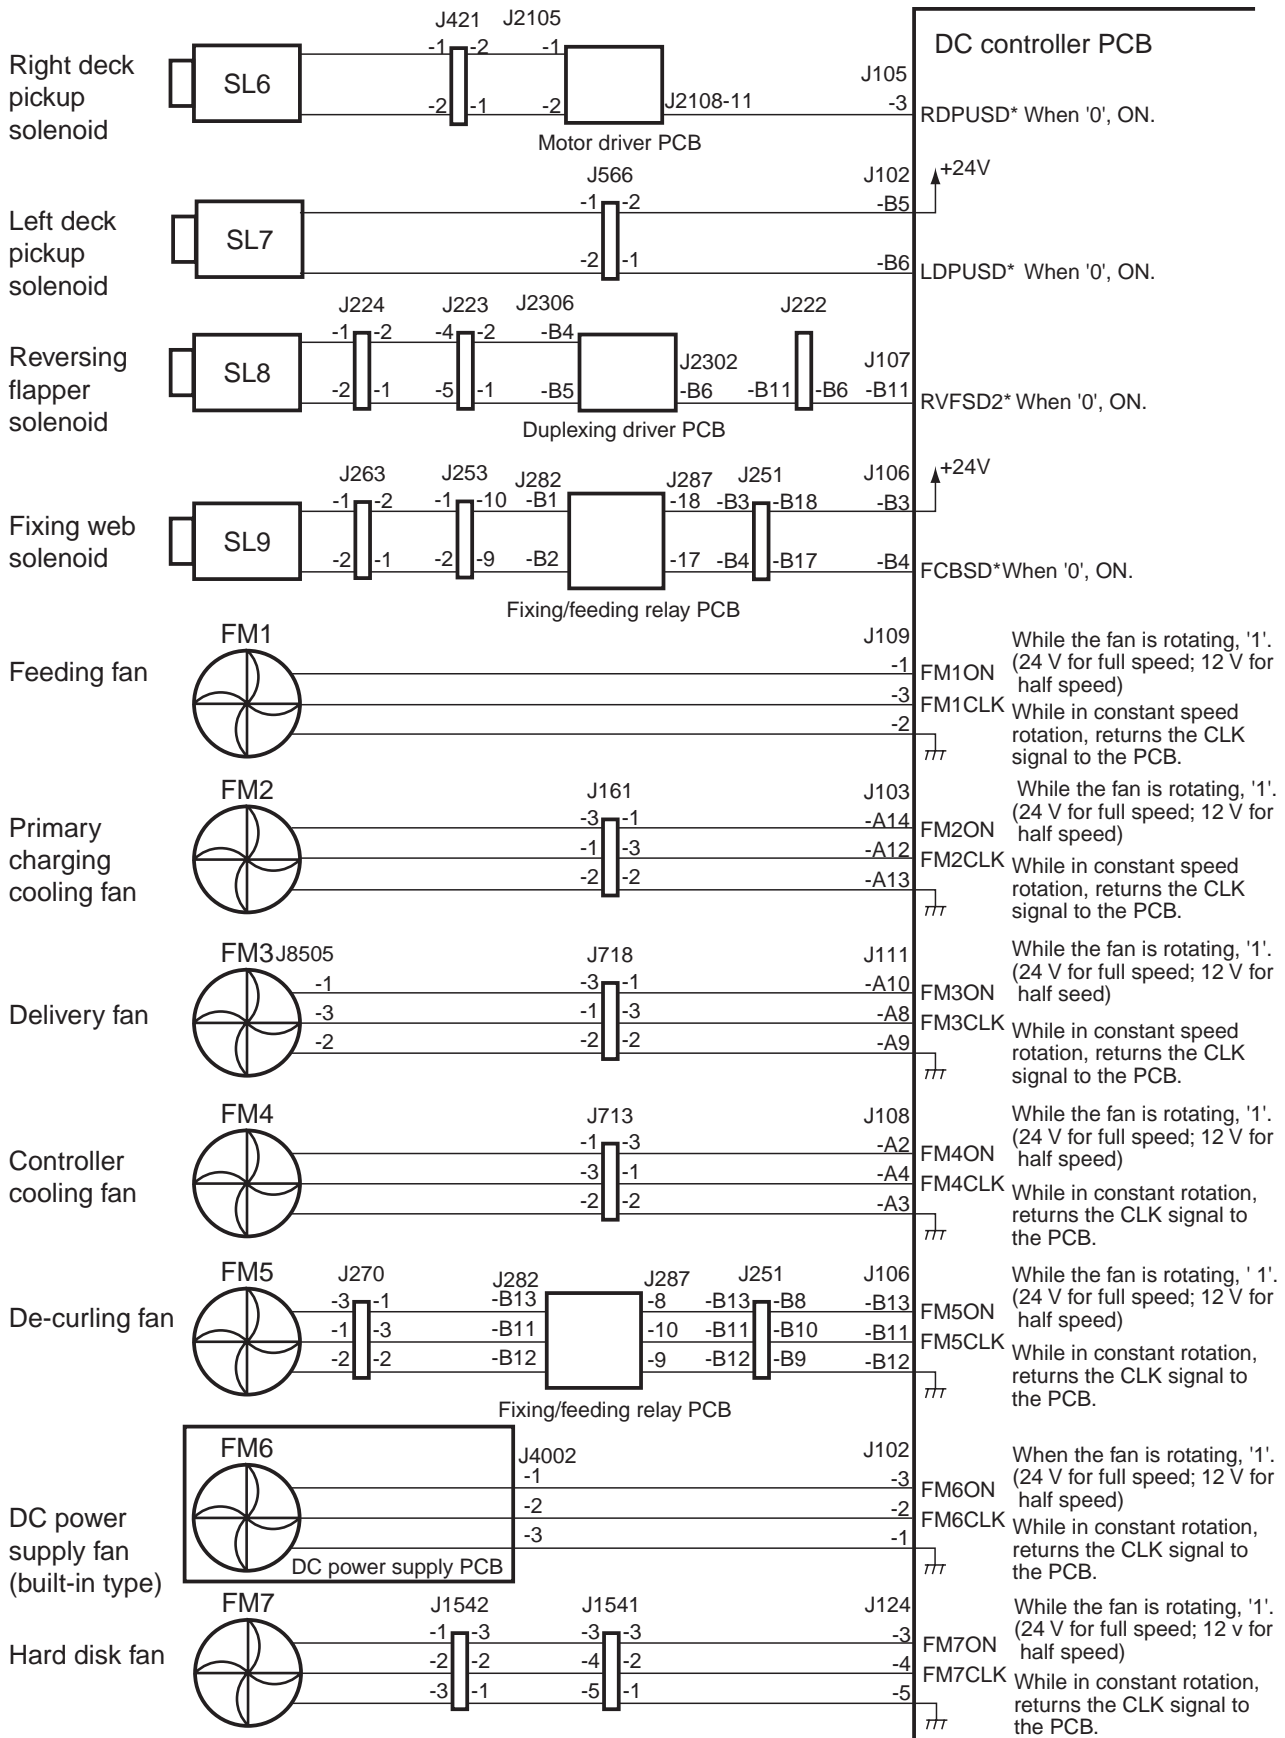 DC controller PCB
J421 J2105
Right deck
pickup
solenoid
SL6
-1 -2 -1
-2 -1 -2
J2108-11
Motor driver PCB
J105
-3
RDPUSD* When '0', ON.
Left deck
pickup
solenoid
SL7
J566
-1 -2
-2 -1
J102
-B5
+24V
-B6
LDPUSD* When '0', ON.
Reversing
flapper
solenoid
SL8
J224 J223 J2306 J222
-1 -2 -4 -2 -B4
-2 -1 -5 -1 -B5
J2302
-B6 -B11 -B6
J107
-B11
RVFSD2* When '0', ON.
Duplexing driver PCB
Fixing web
solenoid
SL9
J263 J253 J282 J287 J251 J106
-1 -2 -1 -10 -B1 -18 -B3 -B18 -B3
+24V
-2 -1 -2 -9 -B2 -17 -B4 -B17 -B4
FCBSD*When '0', ON.
Fixing/feeding relay PCB
Feeding fan
FM1
J109
-1
FM1ON
-3
FM1CLK
-2
While the fan is rotating, '1'.
(24 V for full speed; 12 V for
half speed)
While in constant speed
rotation, returns the CLK
signal to the PCB.
Primary
charging
cooling fan
FM2
J161
-3 -1
-1 -3
-2 -2
J103
-A14
FM2ON
-A12
FM2CLK
-A13
While the fan is rotating, '1'.
(24 V for full speed; 12 V for
half speed)
While in constant speed
rotation, returns the CLK
signal to the PCB.
Delivery fan
FM3
J8505
-1
-3
-2
J718
-3 -1
-1 -3
-2 -2
J111
-A10
FM3ON
-A8
FM3CLK
-A9
While the fan is rotating, '1'.
(24 V for full speed; 12 V for
half seed)
While in constant speed
rotation, returns the CLK
signal to the PCB.
Controller
cooling fan
FM4
J713
-1 -3
-3 -1
-2 -2
J108
-A2
FM4ON
-A4
FM4CLK
-A3
While the fan is rotating, '1'.
(24 V for full speed; 12 V for
half speed)
While in constant rotation,
returns the CLK signal to
the PCB.
De-curling fan
FM5
J270 J282 J287 J251 J106
-3 -1 -B13 -8 -B13 -B8 -B13
FM5ON
-1 -3 -B11 -10 -B11 -B10 -B11
FM5CLK
-2 -2 -B12 -9 -B12 -B9 -B12
Fixing/feeding relay PCB
While the fan is rotating, ' 1'.
(24 V for full speed; 12 V for
half speed)
While in constant rotation,
returns the CLK signal to
the PCB.
DC power
supply fan
(built-in type)
FM6
DC power supply PCB
J4002
-1
-2
-3
J102
-3
FM6ON
-2
FM6CLK
-1
When the fan is rotating, '1'.
(24 V for full speed; 12 V for
half speed)
While in constant rotation,
returns the CLK signal to
the PCB.
Hard disk fan
FM7
J1542 J1541 J124
-1 -3 -3 -3 -3
FM7ON
-2 -2 -4 -2 -4
FM7CLK
-3 -1 -5 -1 -5
While the fan is rotating, '1'.
(24 V for full speed; 12 v for
half speed)
While in constant rotation,
returns the CLK signal to
the PCB.